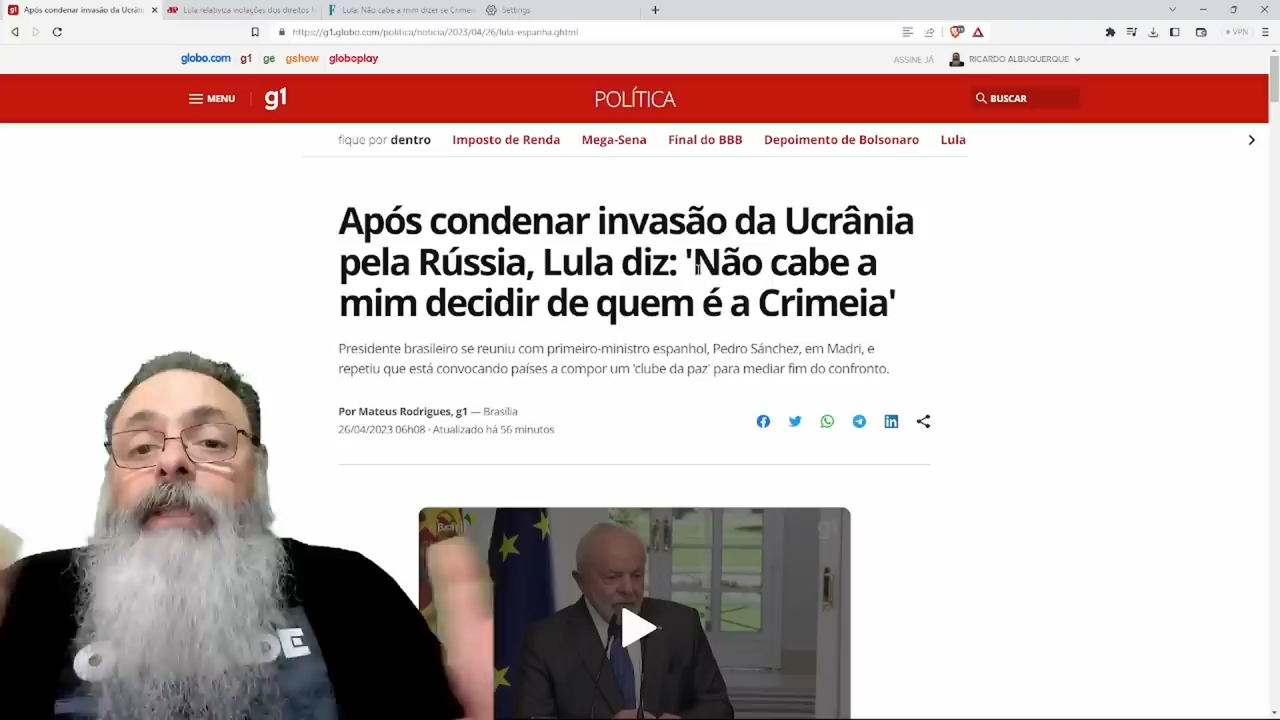 Após condenar invasão da Ucrân
Lula relativiza violações dos direitos h
Lula: Não cabe a mim dizer se Crimei
Settings
https://g1.globo.com/politica/noticia/2023/04/26/lula-espanha.ghtml
VPN
globo.com g1 ge gshow globoplay
ASSINE JÁ
RICARDO ALBUQUERQUE
MENU
g1
POLÍTICA
BUSCAR
fique por dentro
Imposto de Renda
Mega-Sena
Final do BBB
Depoimento de Bolsonaro
Lula
Após condenar invasão da Ucrânia
pela Rússia, Lula diz: 'Não cabe a
mim decidir de quem é a Crimeia'
Presidente brasileiro se reuniu com primeiro-ministro espanhol, Pedro Sánchez, em Madri, e
repetiu que está convocando países a compor um 'clube da paz' para mediar fim do confronto.
Por Mateus Rodrigues, g1 — Brasília
26/04/2023 06h08 · Atualizado há 56 minutos
g1